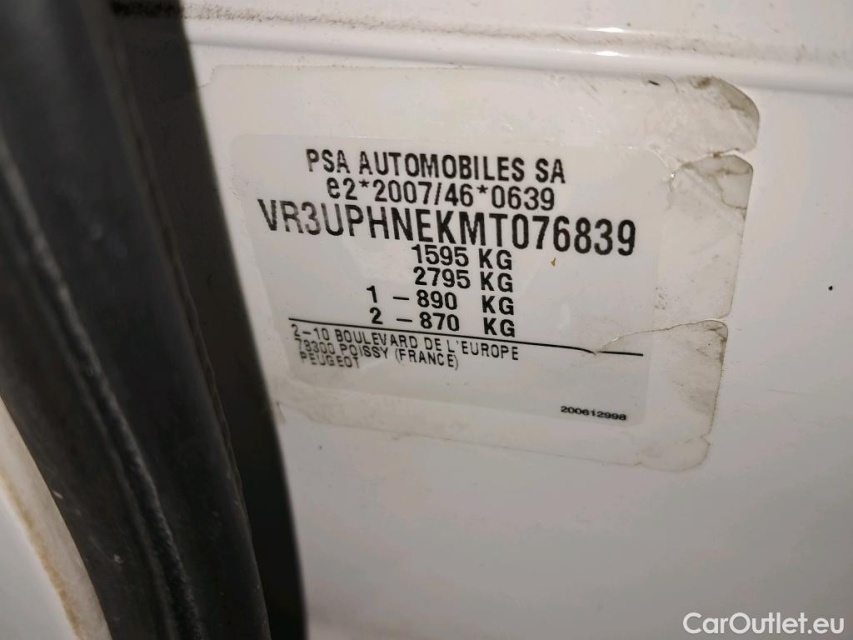 PSA AUTOMOBILES SA
e2*2007/46*0639
VR3UPHNEKMT076839
1595 KG
2795 KG
1 – 890 KG
2 – 870 KG
2-10 BOULEVARD DE L'EUROPE
78300 POISSY (FRANCE)
PEUGEOT
200612998
CarOutlet.eu